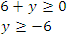 6 + y ≥ 0
y ≥ −6